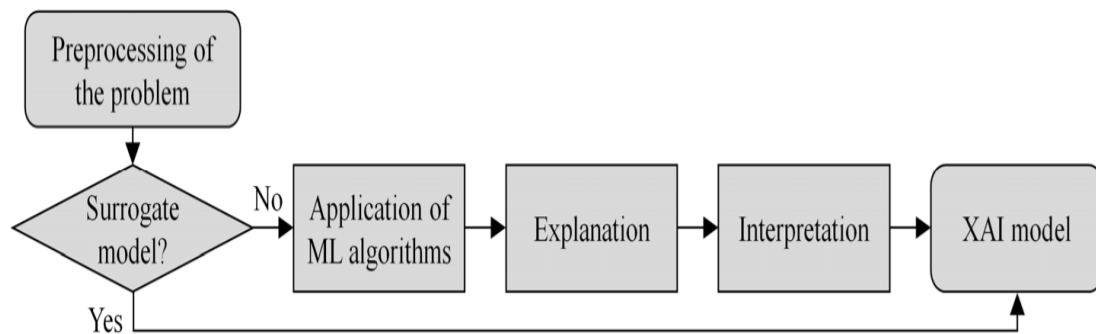 Preprocessing of
the problem
Surrogate
model?
No
Application of
ML algorithms
Explanation
Interpretation
XAI model
Yes